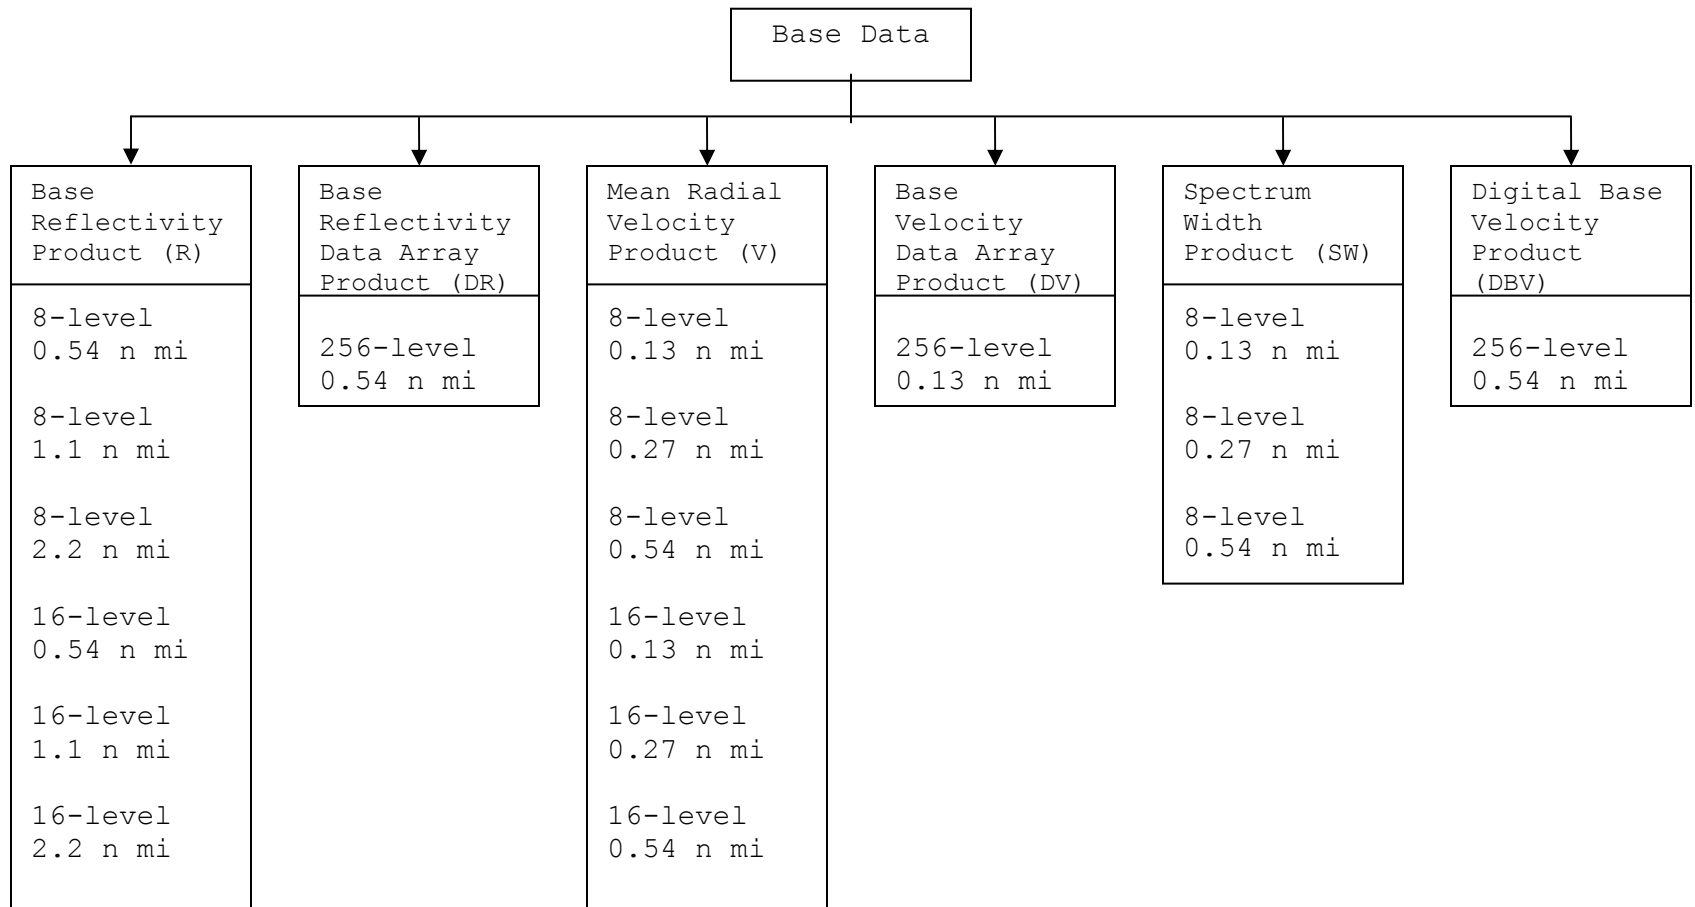 Base Data
Base
Reflectivity
Product (R)
8-level
0.54 n mi
8-level
1.1 n mi
8-level
2.2 n mi
16-level
0.54 n mi
16-level
1.1 n mi
16-level
2.2 n mi
Base
Reflectivity
Data Array
Product (DR)
256-level
0.54 n mi
Mean Radial
Velocity
Product (V)
8-level
0.13 n mi
8-level
0.27 n mi
8-level
0.54 n mi
16-level
0.13 n mi
16-level
0.27 n mi
16-level
0.54 n mi
Base
Velocity
Data Array
Product (DV)
256-level
0.13 n mi
Spectrum
Width
Product (SW)
8-level
0.13 n mi
8-level
0.27 n mi
8-level
0.54 n mi
Digital Base
Velocity
Product
(DBV)
256-level
0.54 n mi